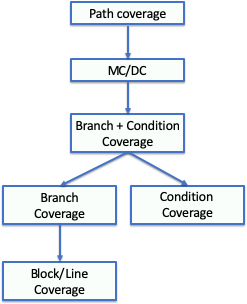 Path coverage
MC/DC
Branch + Condition
Coverage
Branch
Coverage
Condition
Coverage
Block/Line
Coverage